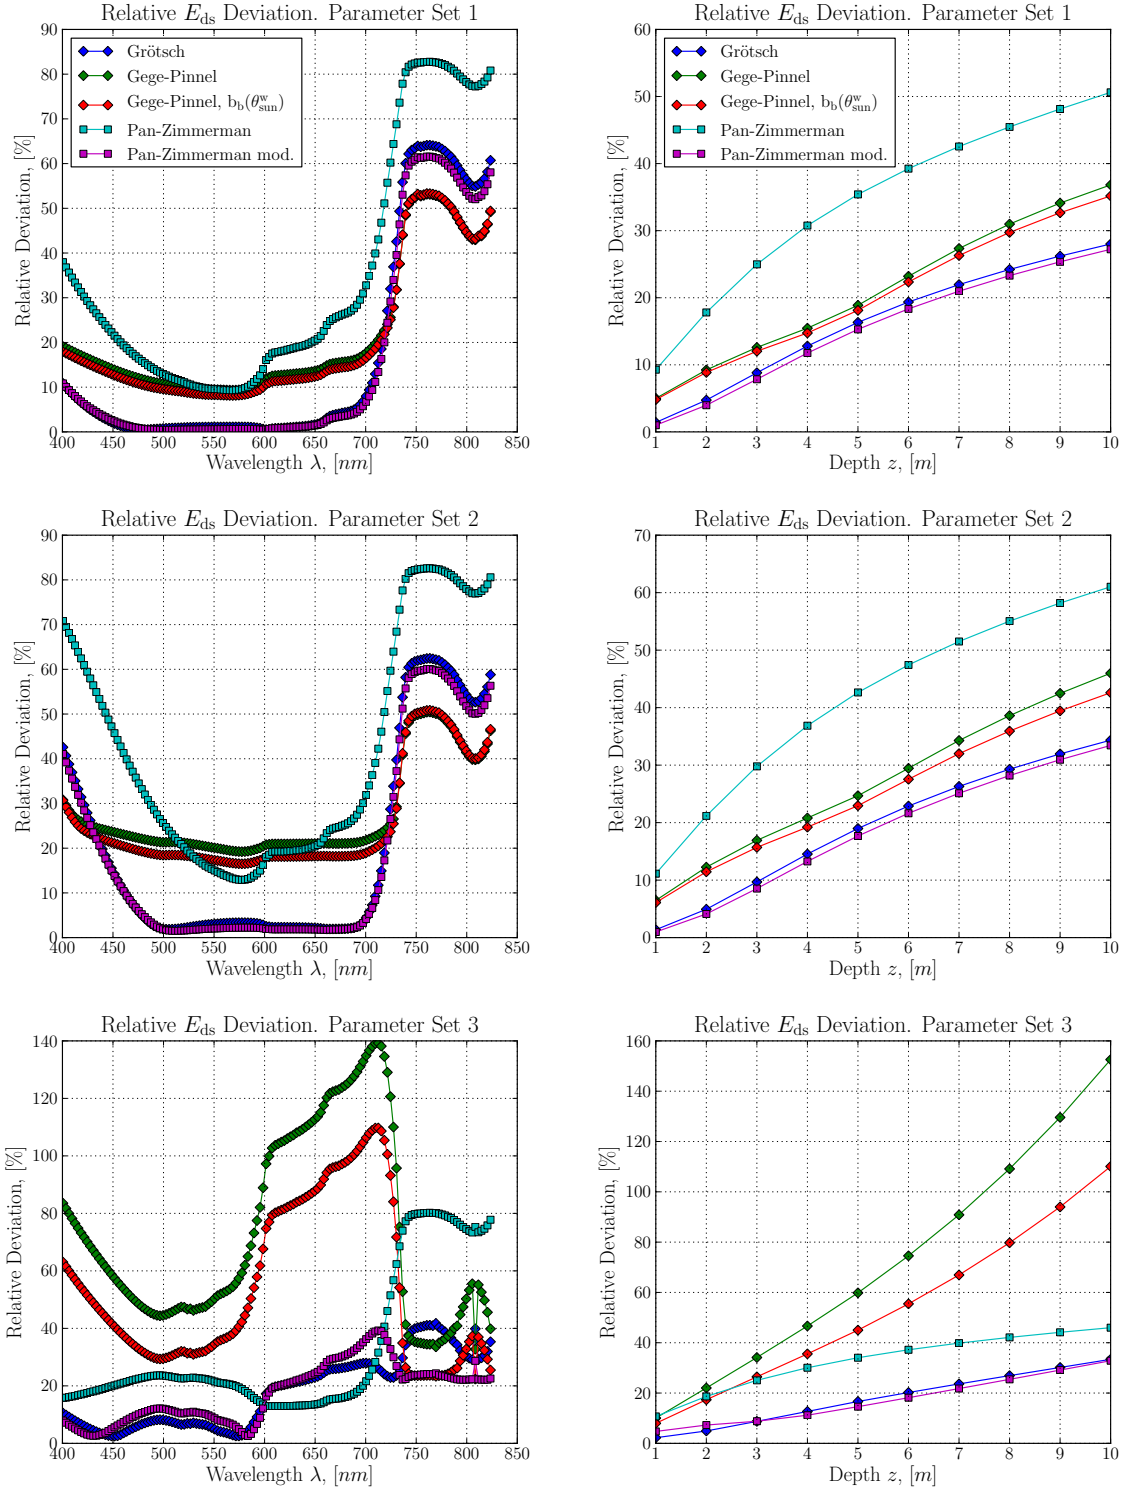 Relative E_ds Deviation. Parameter Set 1
Relative Deviation, [%]
90
80
70
60
50
40
30
20
10
0
Grötsch
Gege-Pinnel
Gege-Pinnel, b_b(θ^w_sun)
Pan-Zimmerman
Pan-Zimmerman mod.
400 450 500 550 600 650 700 750 800 850
Wavelength λ, [nm]
Relative E_ds Deviation. Parameter Set 1
Relative Deviation, [%]
60
50
40
30
20
10
0
Grötsch
Gege-Pinnel
Gege-Pinnel, b_b(θ^w_sun)
Pan-Zimmerman
Pan-Zimmerman mod.
1 2 3 4 5 6 7 8 9 10
Depth z, [m]
Relative E_ds Deviation. Parameter Set 2
Relative Deviation, [%]
90
80
70
60
50
40
30
20
10
0
400 450 500 550 600 650 700 750 800 850
Wavelength λ, [nm]
Relative E_ds Deviation. Parameter Set 2
Relative Deviation, [%]
70
60
50
40
30
20
10
0
1 2 3 4 5 6 7 8 9 10
Depth z, [m]
Relative E_ds Deviation. Parameter Set 3
Relative Deviation, [%]
140
120
100
80
60
40
20
0
400 450 500 550 600 650 700 750 800 850
Wavelength λ, [nm]
Relative E_ds Deviation. Parameter Set 3
Relative Deviation, [%]
160
140
120
100
80
60
40
20
0
1 2 3 4 5 6 7 8 9 10
Depth z, [m]